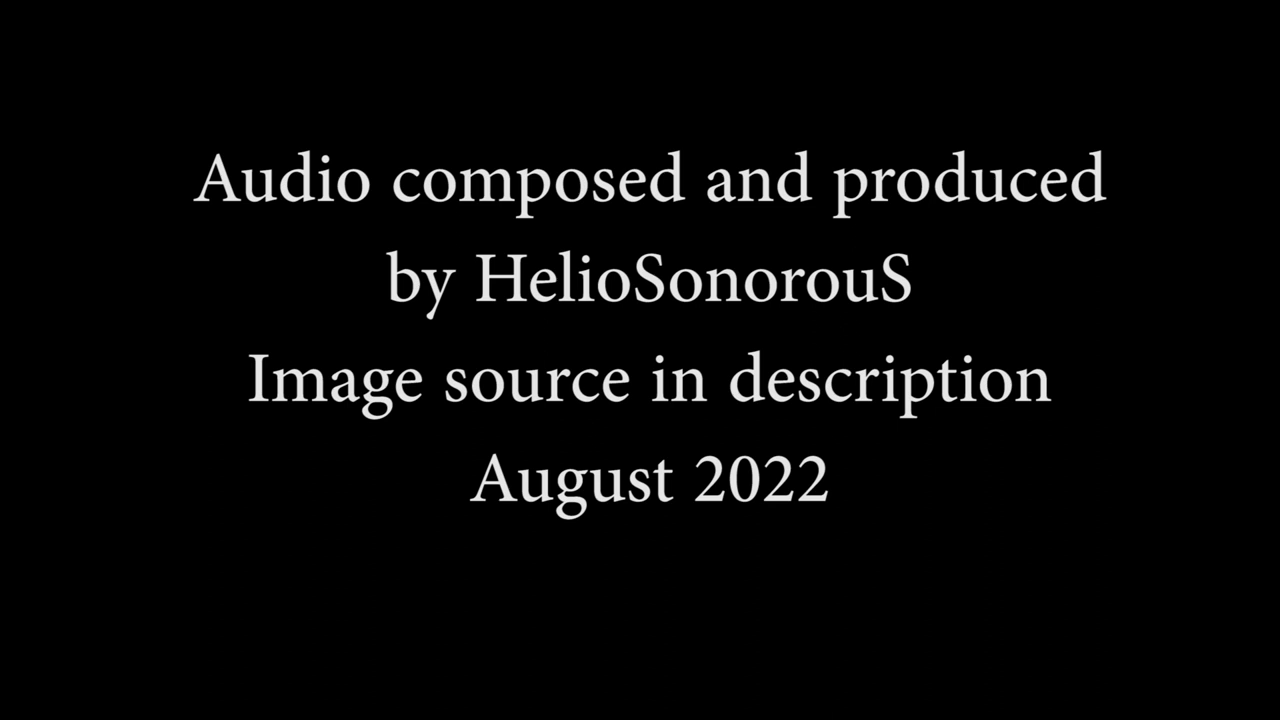 Audio composed and produced
by HelioSonorouS
Image source in description
August 2022